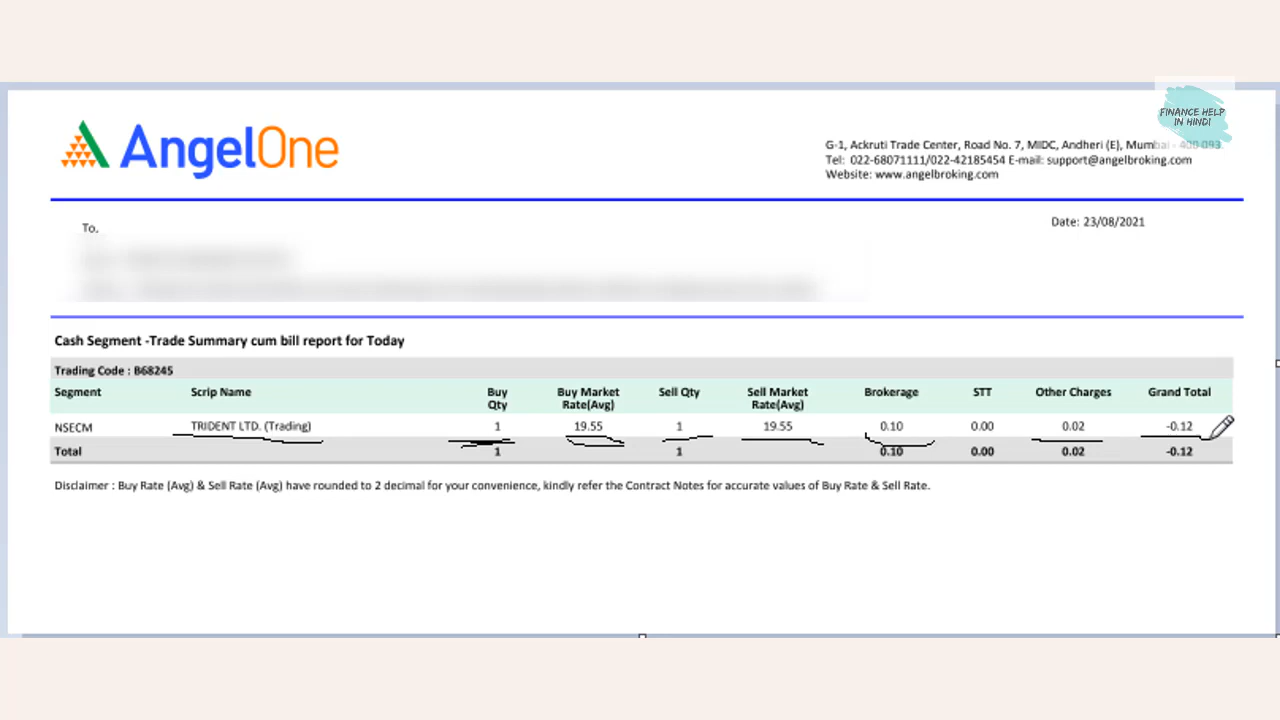 FINANCE HELP
IN HINDI
AngelOne
G-1, Ackruti Trade Center, Road No. 7, MIDC, Andheri (E), Mumbai - 400 093.
Tel: 022-68071111/022-42185454 E-mail: support@angelbroking.com
Website: www.angelbroking.com
To,
Date: 23/08/2021
Cash Segment -Trade Summary cum bill report for Today
Trading Code : B68245
Segment Scrip Name Buy Qty Buy Market Rate(Avg) Sell Qty Sell Market Rate(Avg) Brokerage STT Other Charges Grand Total
NSECM TRIDENT LTD. (Trading) 1 19.55 1 19.55 0.10 0.00 0.02 -0.12
Total 1 1 0.10 0.00 0.02 -0.12
Disclaimer : Buy Rate (Avg) & Sell Rate (Avg) have rounded to 2 decimal for your convenience, kindly refer the Contract Notes for accurate values of Buy Rate & Sell Rate.